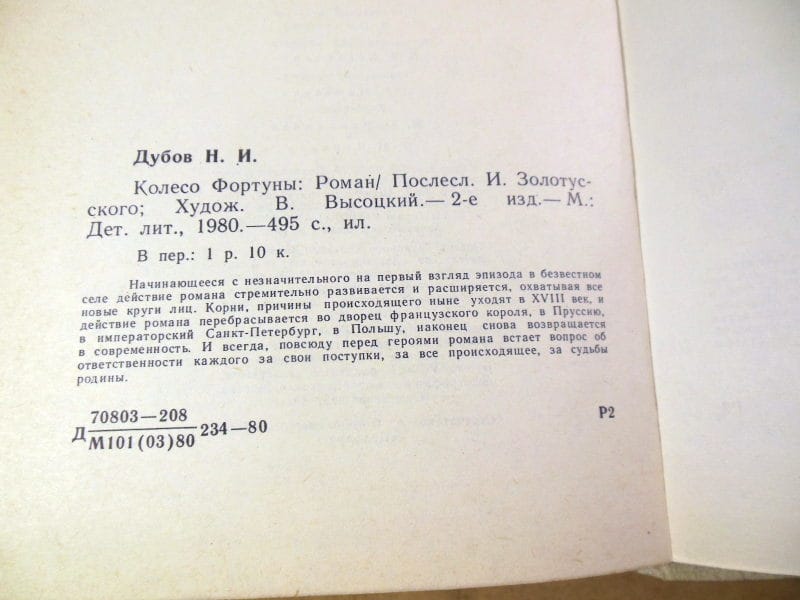 Дубов Н. И.
Колесо Фортуны: Роман/ Послесл. И. Золотус-
ского; Худож. В. Высоцкий.— 2-е изд.— М.:
Дет. лит., 1980.—495 с., ил.
В пер.: 1 р. 10 к.
Начинающееся с незначительного на первый взгляд эпизода в безвестном
селе действие романа стремительно развивается и расширяется, охватывая все
новые круги лиц. Корни, причины происходящего ныне уходят в XVIII век, и
действие романа перебрасывается во дворец французского короля, в Пруссию,
в императорский Санкт-Петербург, в Польшу, наконец снова возвращается
в современность. И всегда, повсюду перед героями романа встает вопрос об
ответственности каждого за свои поступки, за все происходящее, за судьбы
родины.
70803—208
Д М101(03)80 234—80
Р2